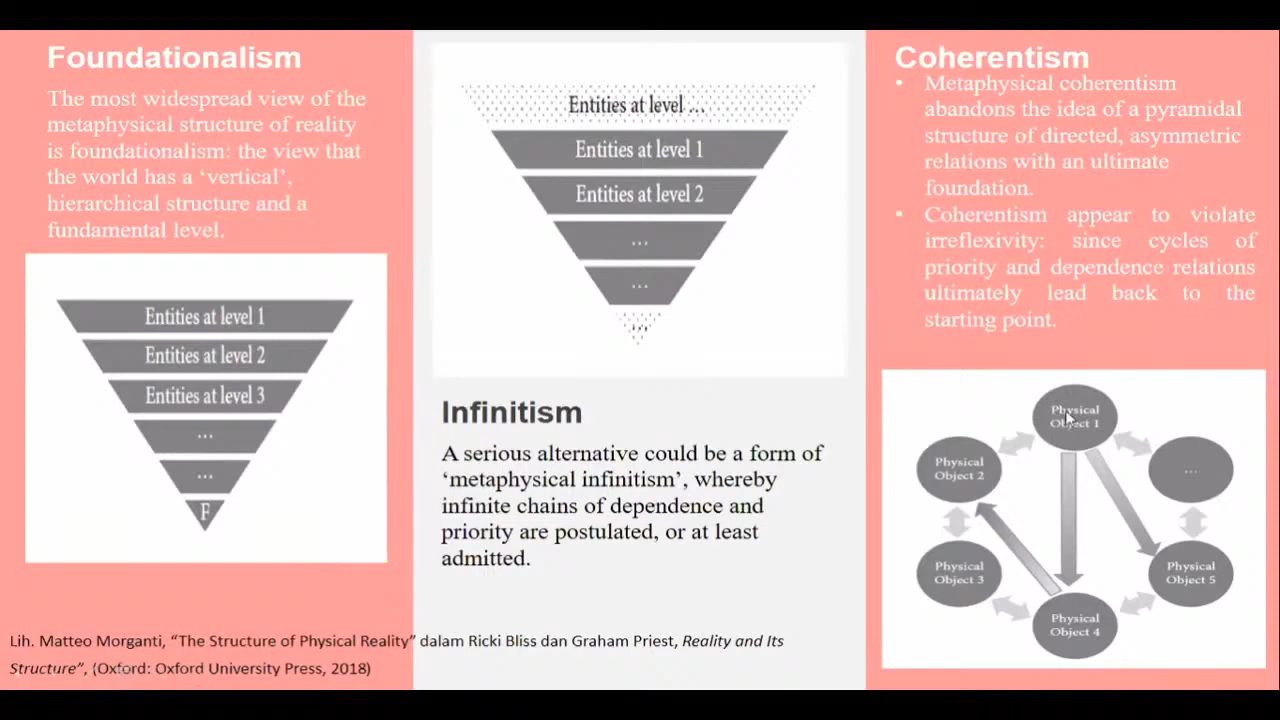 Foundationalism
The most widespread view of the
metaphysical structure of reality
is foundationalism: the view that
the world has a ‘vertical’,
hierarchical structure and a
fundamental level.
Entities at level 1
Entities at level 2
Entities at level 3
...
...
F
Entities at level ...
Entities at level 1
Entities at level 2
...
...
...
Infinitism
A serious alternative could be a form of
‘metaphysical infinitism’, whereby
infinite chains of dependence and
priority are postulated, or at least
admitted.
Coherentism
• Metaphysical coherentism
abandons the idea of a pyramidal
structure of directed, asymmetric
relations with an ultimate
foundation.
• Coherentism appear to violate
irreflexivity: since cycles of
priority and dependence relations
ultimately lead back to the
starting point.
Physical
Object 1
Physical
Object 2
...
Physical
Object 3
Physical
Object 5
Physical
Object 4
Lih. Matteo Morganti, “The Structure of Physical Reality” dalam Ricki Bliss dan Graham Priest, Reality and Its
Structure”, (Oxford: Oxford University Press, 2018)